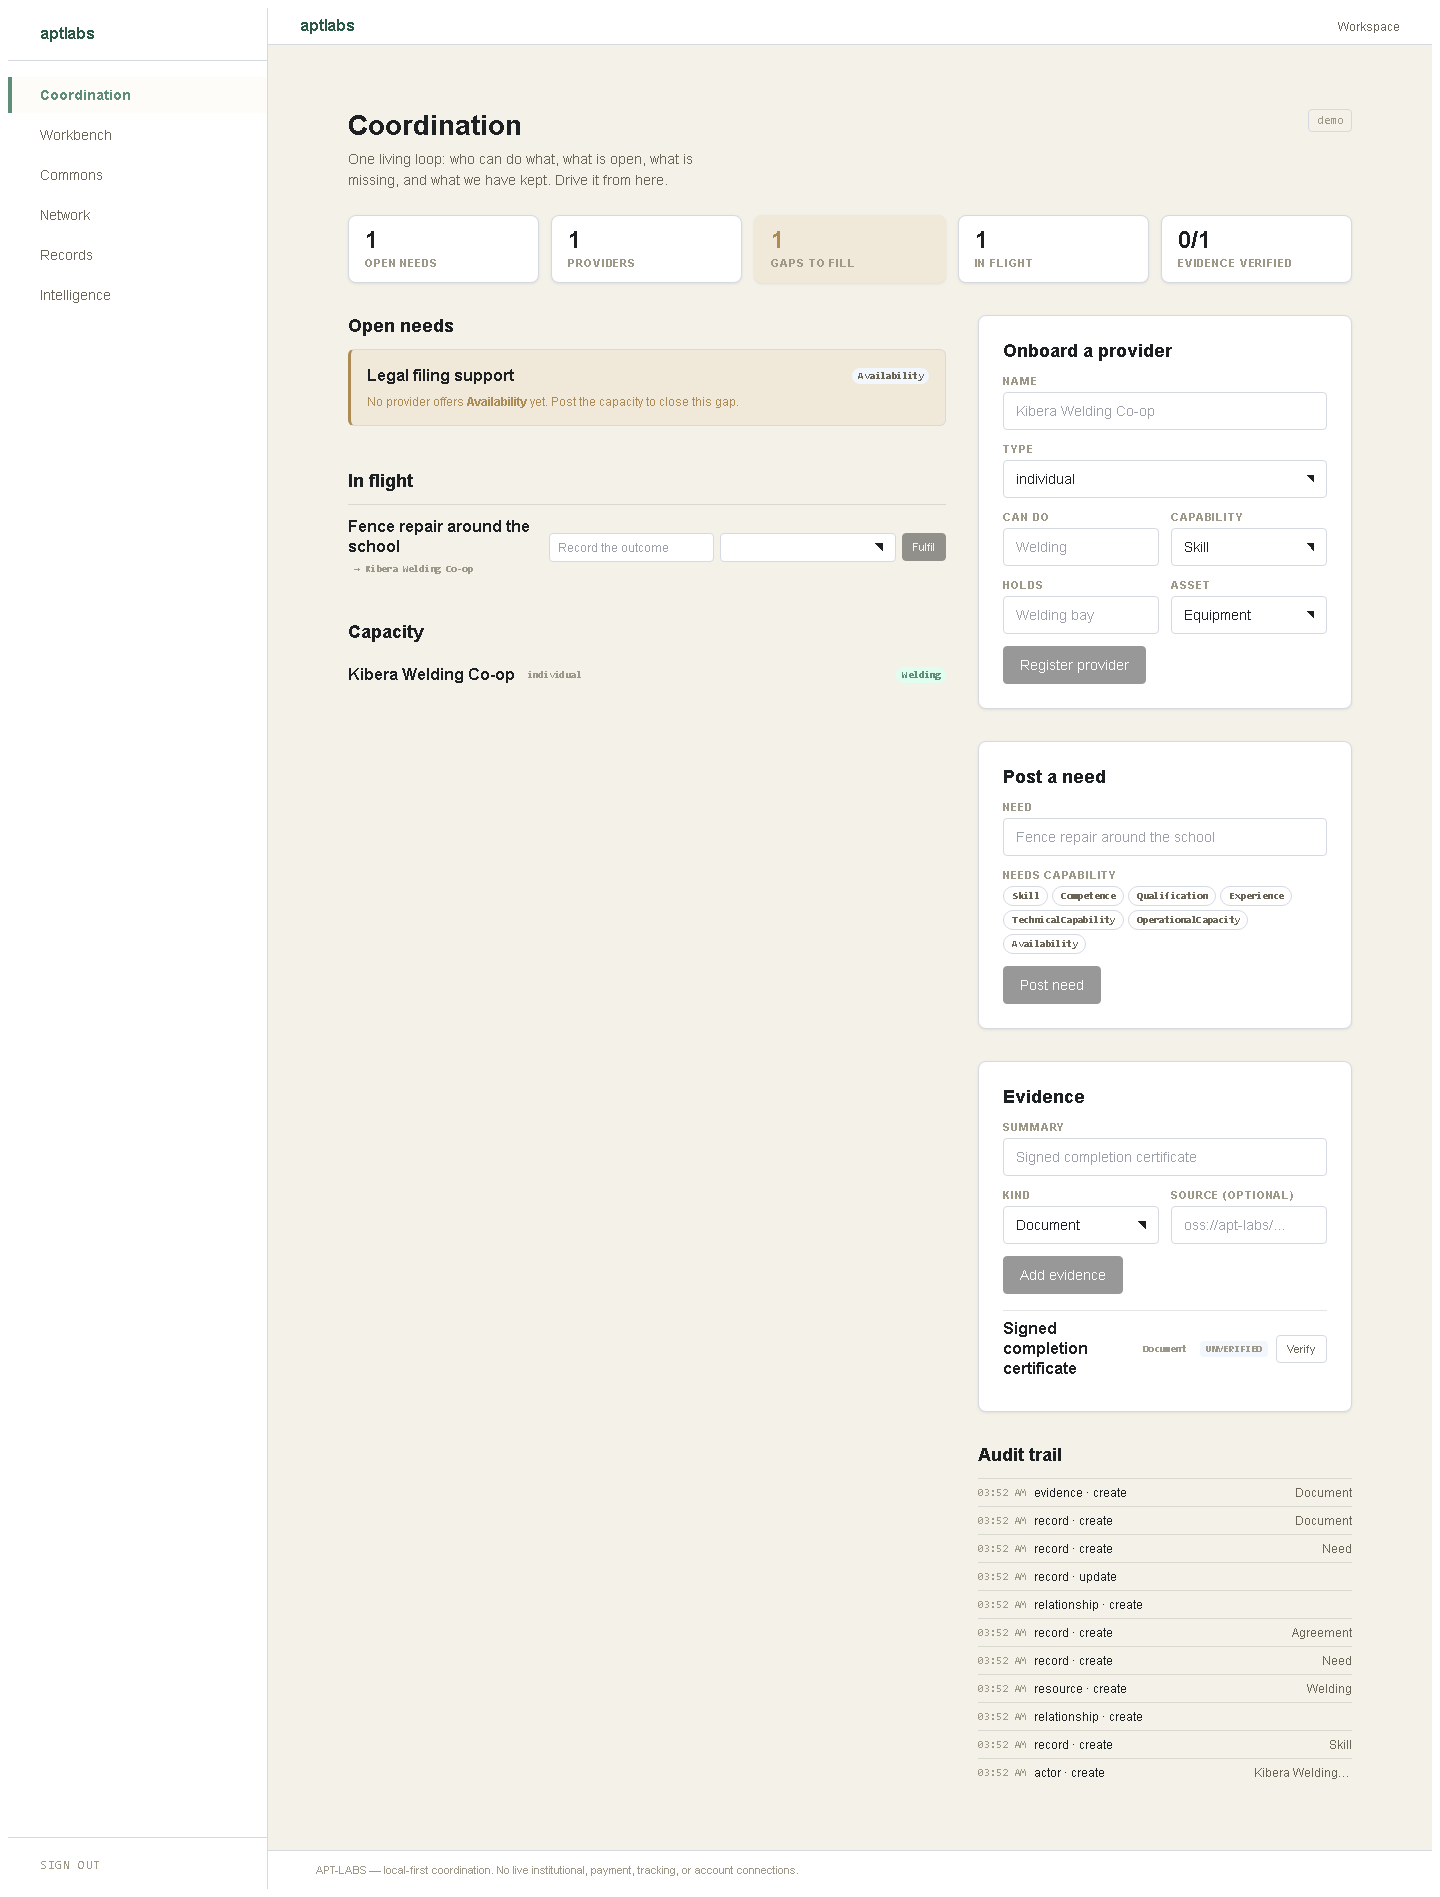 aptlabs
Coordination
Workbench
Commons
Network
Records
Intelligence
SIGN OUT
aptlabs
Workspace
Coordination
demo
One living loop: who can do what, what is open, what is
missing, and what we have kept. Drive it from here.
1
OPEN NEEDS
1
PROVIDERS
1
GAPS TO FILL
1
IN FLIGHT
0/1
EVIDENCE VERIFIED
Open needs
Legal filing support
Availability
No provider offers Availability yet. Post the capacity to close this gap.
In flight
Fence repair around the
school
→ Kibera Welding Co-op
Record the outcome
Fulfil
Capacity
Kibera Welding Co-op individual
Welding
Onboard a provider
NAME
Kibera Welding Co-op
TYPE
individual
CAN DO
CAPABILITY
Welding
Skill
HOLDS
ASSET
Welding bay
Equipment
Register provider
Post a need
NEED
Fence repair around the school
NEEDS CAPABILITY
Skill Competence Qualification Experience
TechnicalCapability OperationalCapacity
Availability
Post need
Evidence
SUMMARY
Signed completion certificate
KIND
SOURCE (OPTIONAL)
Document
oss://apt-labs/...
Add evidence
Signed
completion
certificate
Document
UNVERIFIED
Verify
Audit trail
03:52 AM evidence · create Document
03:52 AM record · create Document
03:52 AM record · create Need
03:52 AM record · update
03:52 AM relationship · create
03:52 AM record · create Agreement
03:52 AM record · create Need
03:52 AM resource · create Welding
03:52 AM relationship · create
03:52 AM record · create Skill
03:52 AM actor · create Kibera Welding...
APT-LABS — local-first coordination. No live institutional, payment, tracking, or account connections.